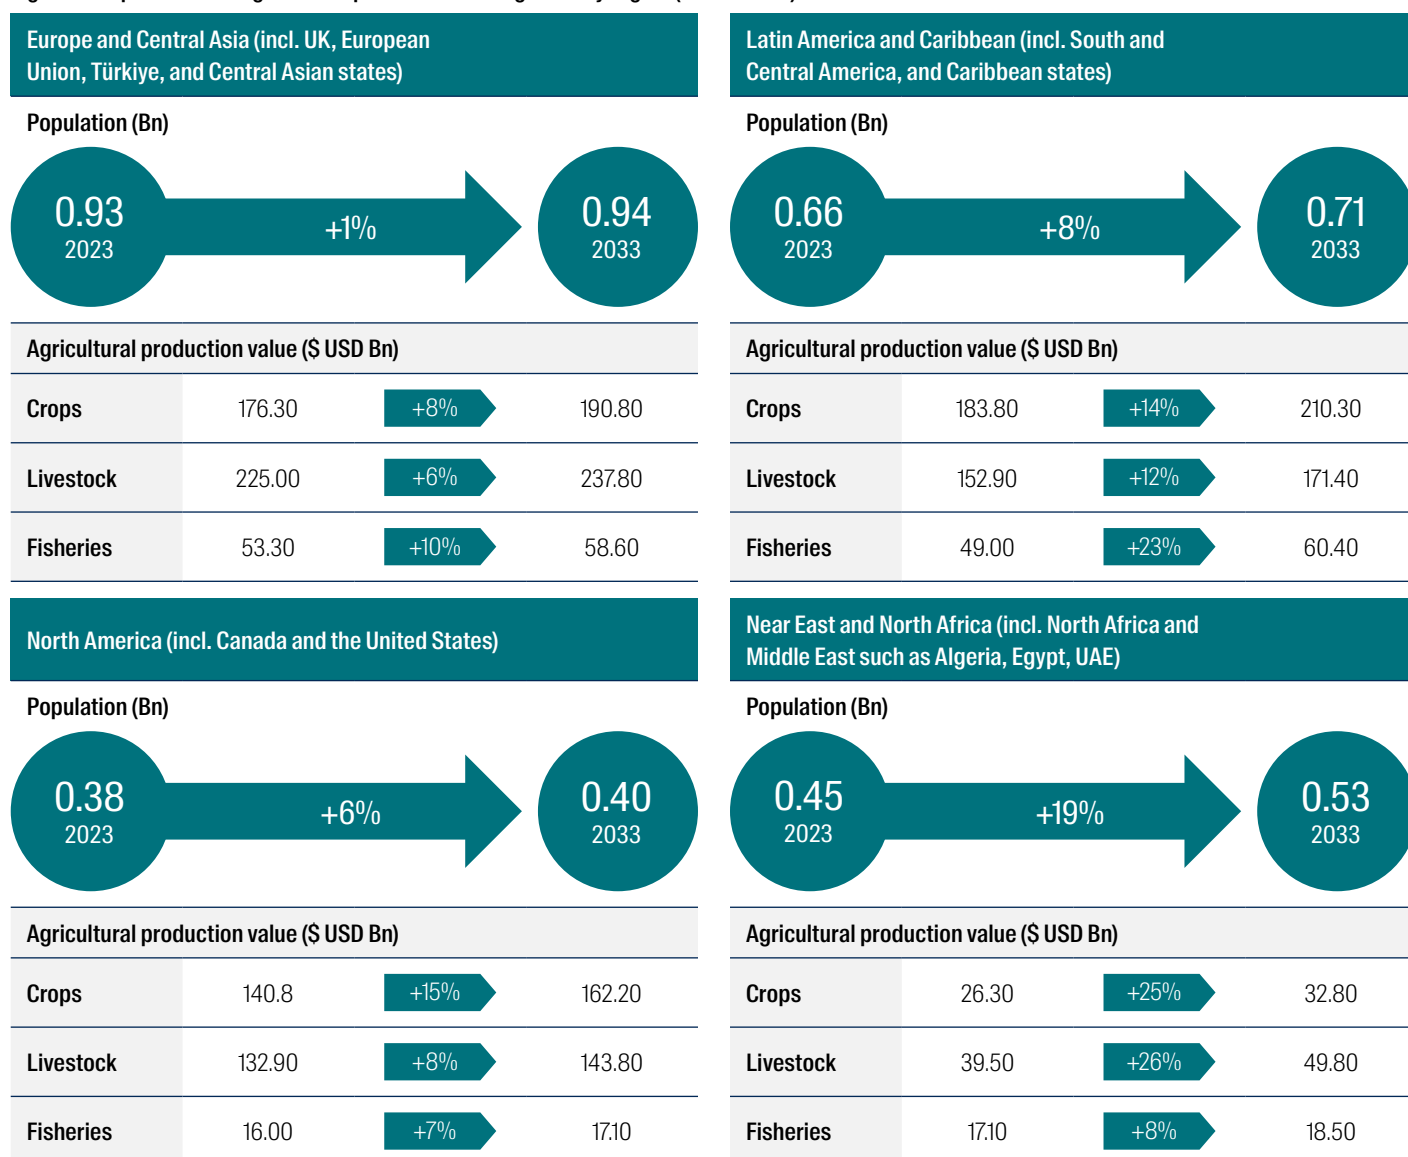 Europe and Central Asia (incl. UK, European
Union, Türkiye, and Central Asian states)
Population (Bn)
0.93
2023
+1%
0.94
2033
Agricultural production value ($ USD Bn)
Crops 176.30 +8% 190.80
Livestock 225.00 +6% 237.80
Fisheries 53.30 +10% 58.60
Latin America and Caribbean (incl. South and
Central America, and Caribbean states)
Population (Bn)
0.66
2023
+8%
0.71
2033
Agricultural production value ($ USD Bn)
Crops 183.80 +14% 210.30
Livestock 152.90 +12% 171.40
Fisheries 49.00 +23% 60.40
North America (incl. Canada and the United States)
Population (Bn)
0.38
2023
+6%
0.40
2033
Agricultural production value ($ USD Bn)
Crops 140.8 +15% 162.20
Livestock 132.90 +8% 143.80
Fisheries 16.00 +7% 17.10
Near East and North Africa (incl. North Africa and
Middle East such as Algeria, Egypt, UAE)
Population (Bn)
0.45
2023
+19%
0.53
2033
Agricultural production value ($ USD Bn)
Crops 26.30 +25% 32.80
Livestock 39.50 +26% 49.80
Fisheries 17.10 +8% 18.50